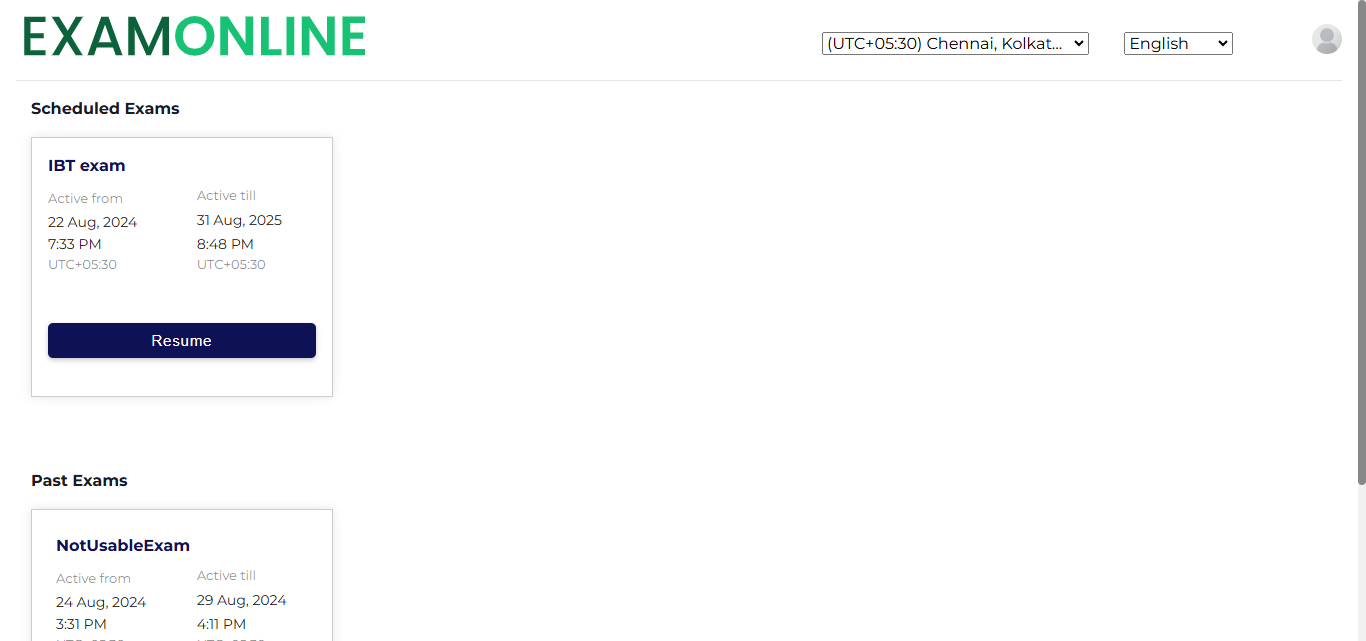 EXAMONLINE
(UTC+05:30) Chennai, Kolkat...
English
Scheduled Exams
IBT exam
Active from
Active till
22 Aug, 2024
31 Aug, 2025
7:33 PM
8:48 PM
UTC+05:30
UTC+05:30
Resume
Past Exams
NotUsableExam
Active from
Active till
24 Aug, 2024
29 Aug, 2024
3:31 PM
4:11 PM